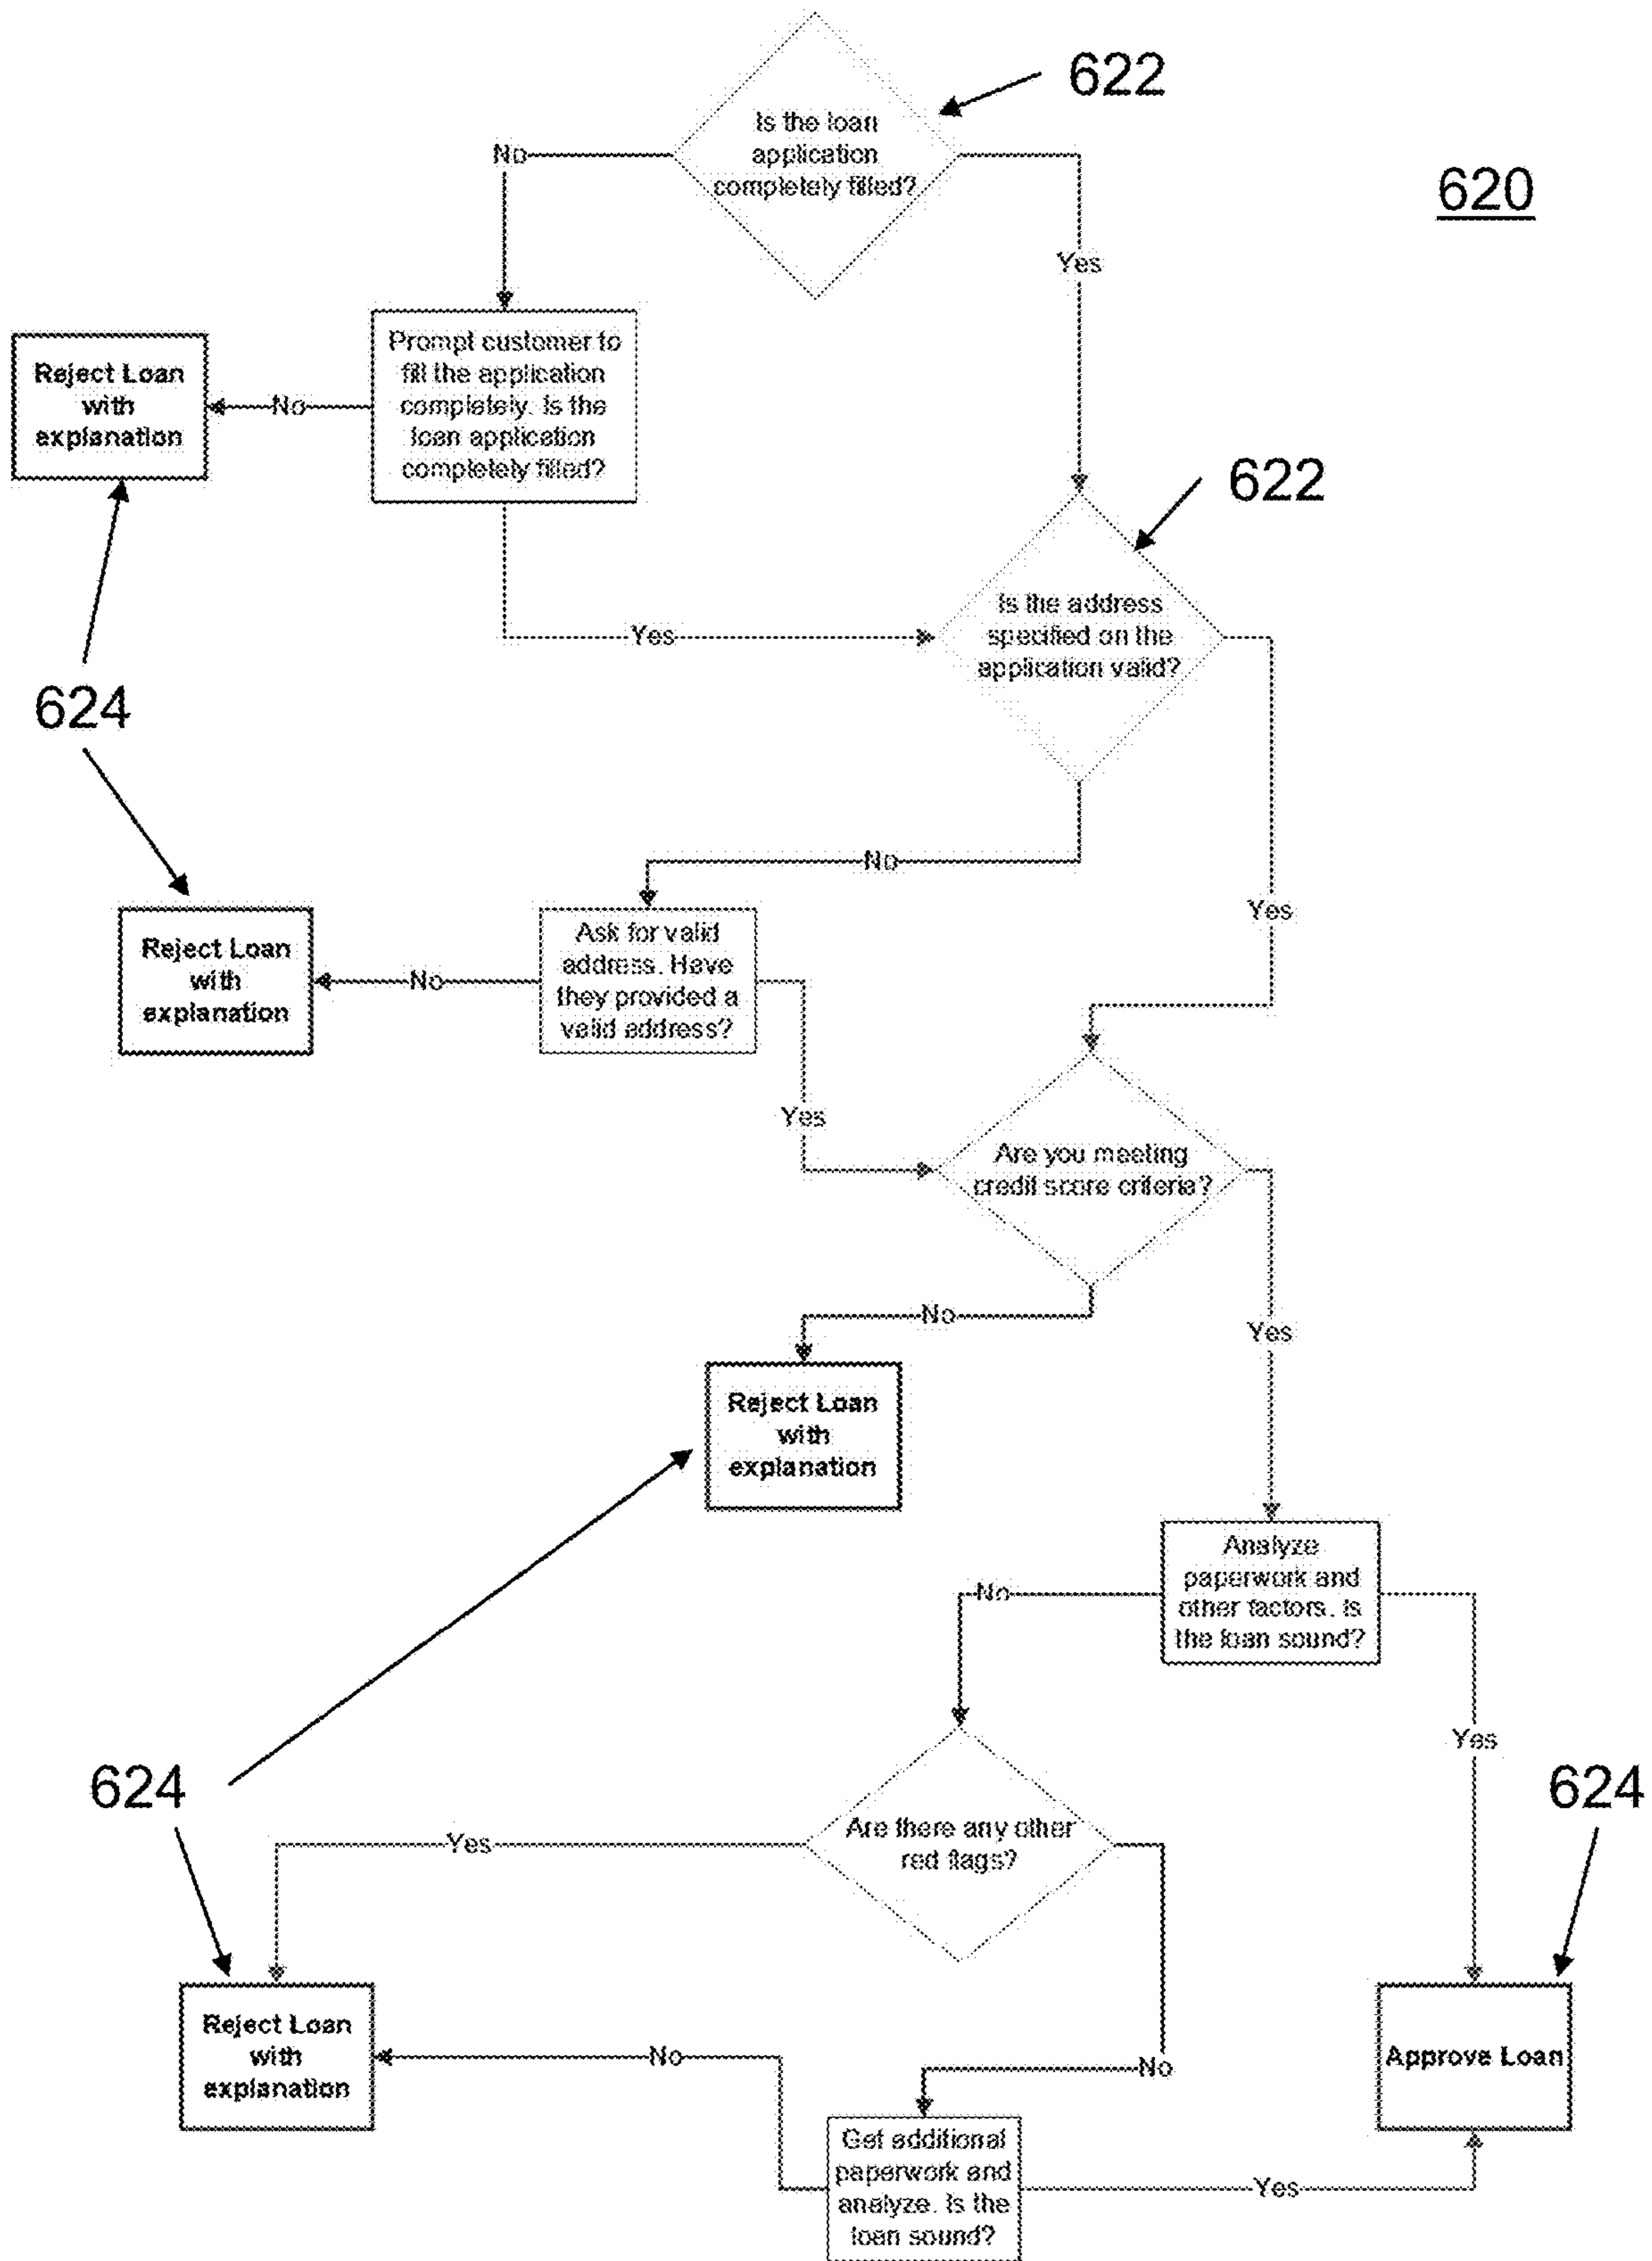 622
Is the loan
application
completely filled?
No
620
Yes
Prompt customer to
fill the application
completely. Is the
loan application
completely filled?
Reject Loan
with
explanation
No
622
Is the address
specified on the
application valid?
Yes
624
No
Yes
Ask for valid
address. Have
they provided a
valid address?
Reject Loan
with
explanation
No
Yes
Are you meeting
credit score criteria?
No
Yes
Reject Loan
with
explanation
Analyze
paperwork and
other factors. Is
the loan sound?
No
Yes
624
624
Are there any other
red flags?
Yes
Reject Loan
with
explanation
No
No
Approve Loan
Get additional
paperwork and
analyze. Is the
loan sound?
Yes